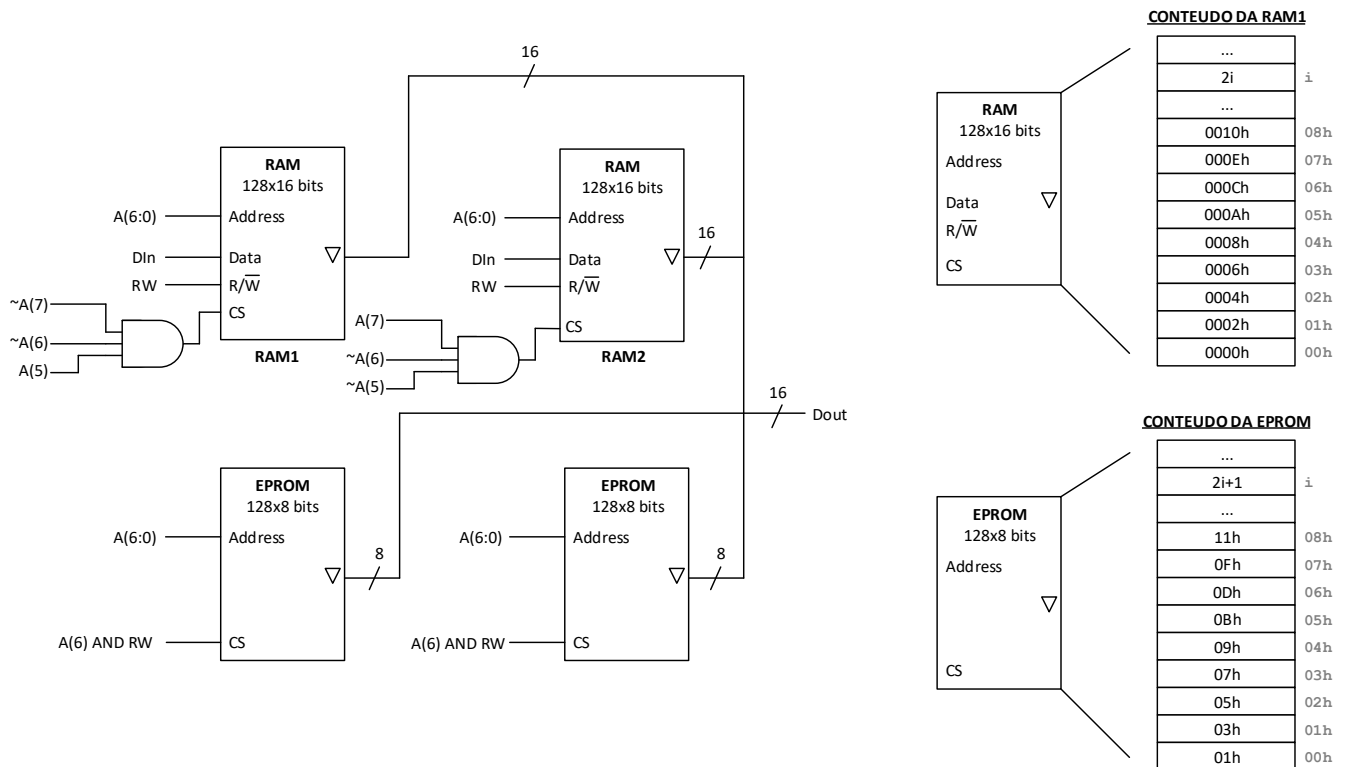 16
RAM
128x16 bits
A(6:0)
Address
DIn
Data
RW
R/W̅
~A(7)
CS
~A(6)
A(5)
RAM1
RAM
128x16 bits
A(6:0)
Address
16
DIn
Data
RW
R/W̅
A(7)
CS
~A(6)
~A(5)
RAM2
16
Dout
EPROM
128x8 bits
A(6:0)
Address
8
A(6) AND RW
CS
EPROM
128x8 bits
A(6:0)
Address
8
A(6) AND RW
CS
CONTEUDO DA RAM1
RAM
128x16 bits
Address
Data
R/W̅
CS
...
2i i
...
0010h 08h
000Eh 07h
000Ch 06h
000Ah 05h
0008h 04h
0006h 03h
0004h 02h
0002h 01h
0000h 00h
CONTEUDO DA EPROM
EPROM
128x8 bits
Address
CS
...
2i+1 i
...
11h 08h
0Fh 07h
0Dh 06h
0Bh 05h
09h 04h
07h 03h
05h 02h
03h 01h
01h 00h